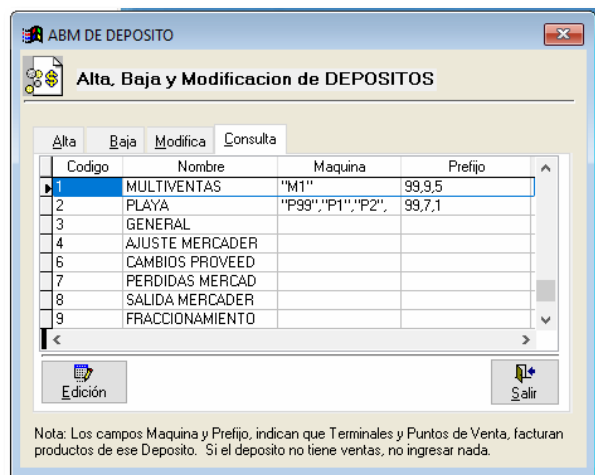 ABM DE DEPOSITO
Alta, Baja y Modificacion de DEPOSITOS
Alta Baja Modifica Consulta
Codigo Nombre Maquina Prefijo
1 MULTIVENTAS "M1" 99,9,5
2 PLAYA "P99","P1","P2", 99,7,1
3 GENERAL
4 AJUSTE MERCADER
6 CAMBIOS PROVEED
7 PERDIDAS MERCAD
8 SALIDA MERCADER
9 FRACCIONAMIENTO
Edición Salir
Nota: Los campos Maquina y Prefijo, indican que Terminales y Puntos de Venta, facturan
productos de ese Deposito. Si el deposito no tiene ventas, no ingresar nada.